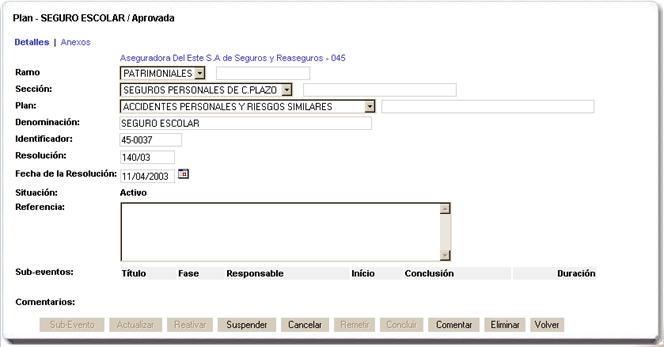 Plan - SEGURO ESCOLAR / Aprovada
Detalles | Anexos
Aseguradora Del Este S.A de Seguros y Reaseguros - 045
Ramo PATRIMONIALES
Sección: SEGUROS PERSONALES DE C.PLAZO
Plan: ACCIDENTES PERSONALES Y RIESGOS SIMILARES
Denominación: SEGURO ESCOLAR
Identificador: 45-0037
Resolución: 140/03
Fecha de la Resolución: 11/04/2003
Situación: Activo
Referencia:
Sub-eventos: Título Fase Responsable Início Conclusión Duración
Comentarios:
Sub-Evento Actualizar Reativar Suspender Cancelar Remetir Concluir Comentar Eliminar Volver